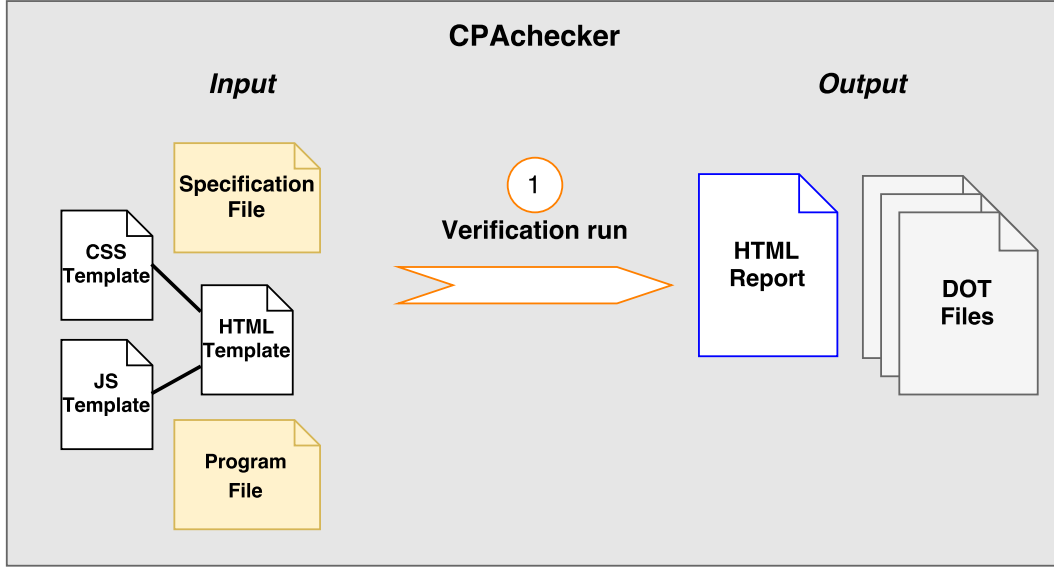 CPAchecker
Input
Output
Specification
File
CSS
Template
HTML
Template
JS
Template
Program
File
1
Verification run
HTML
Report
DOT
Files